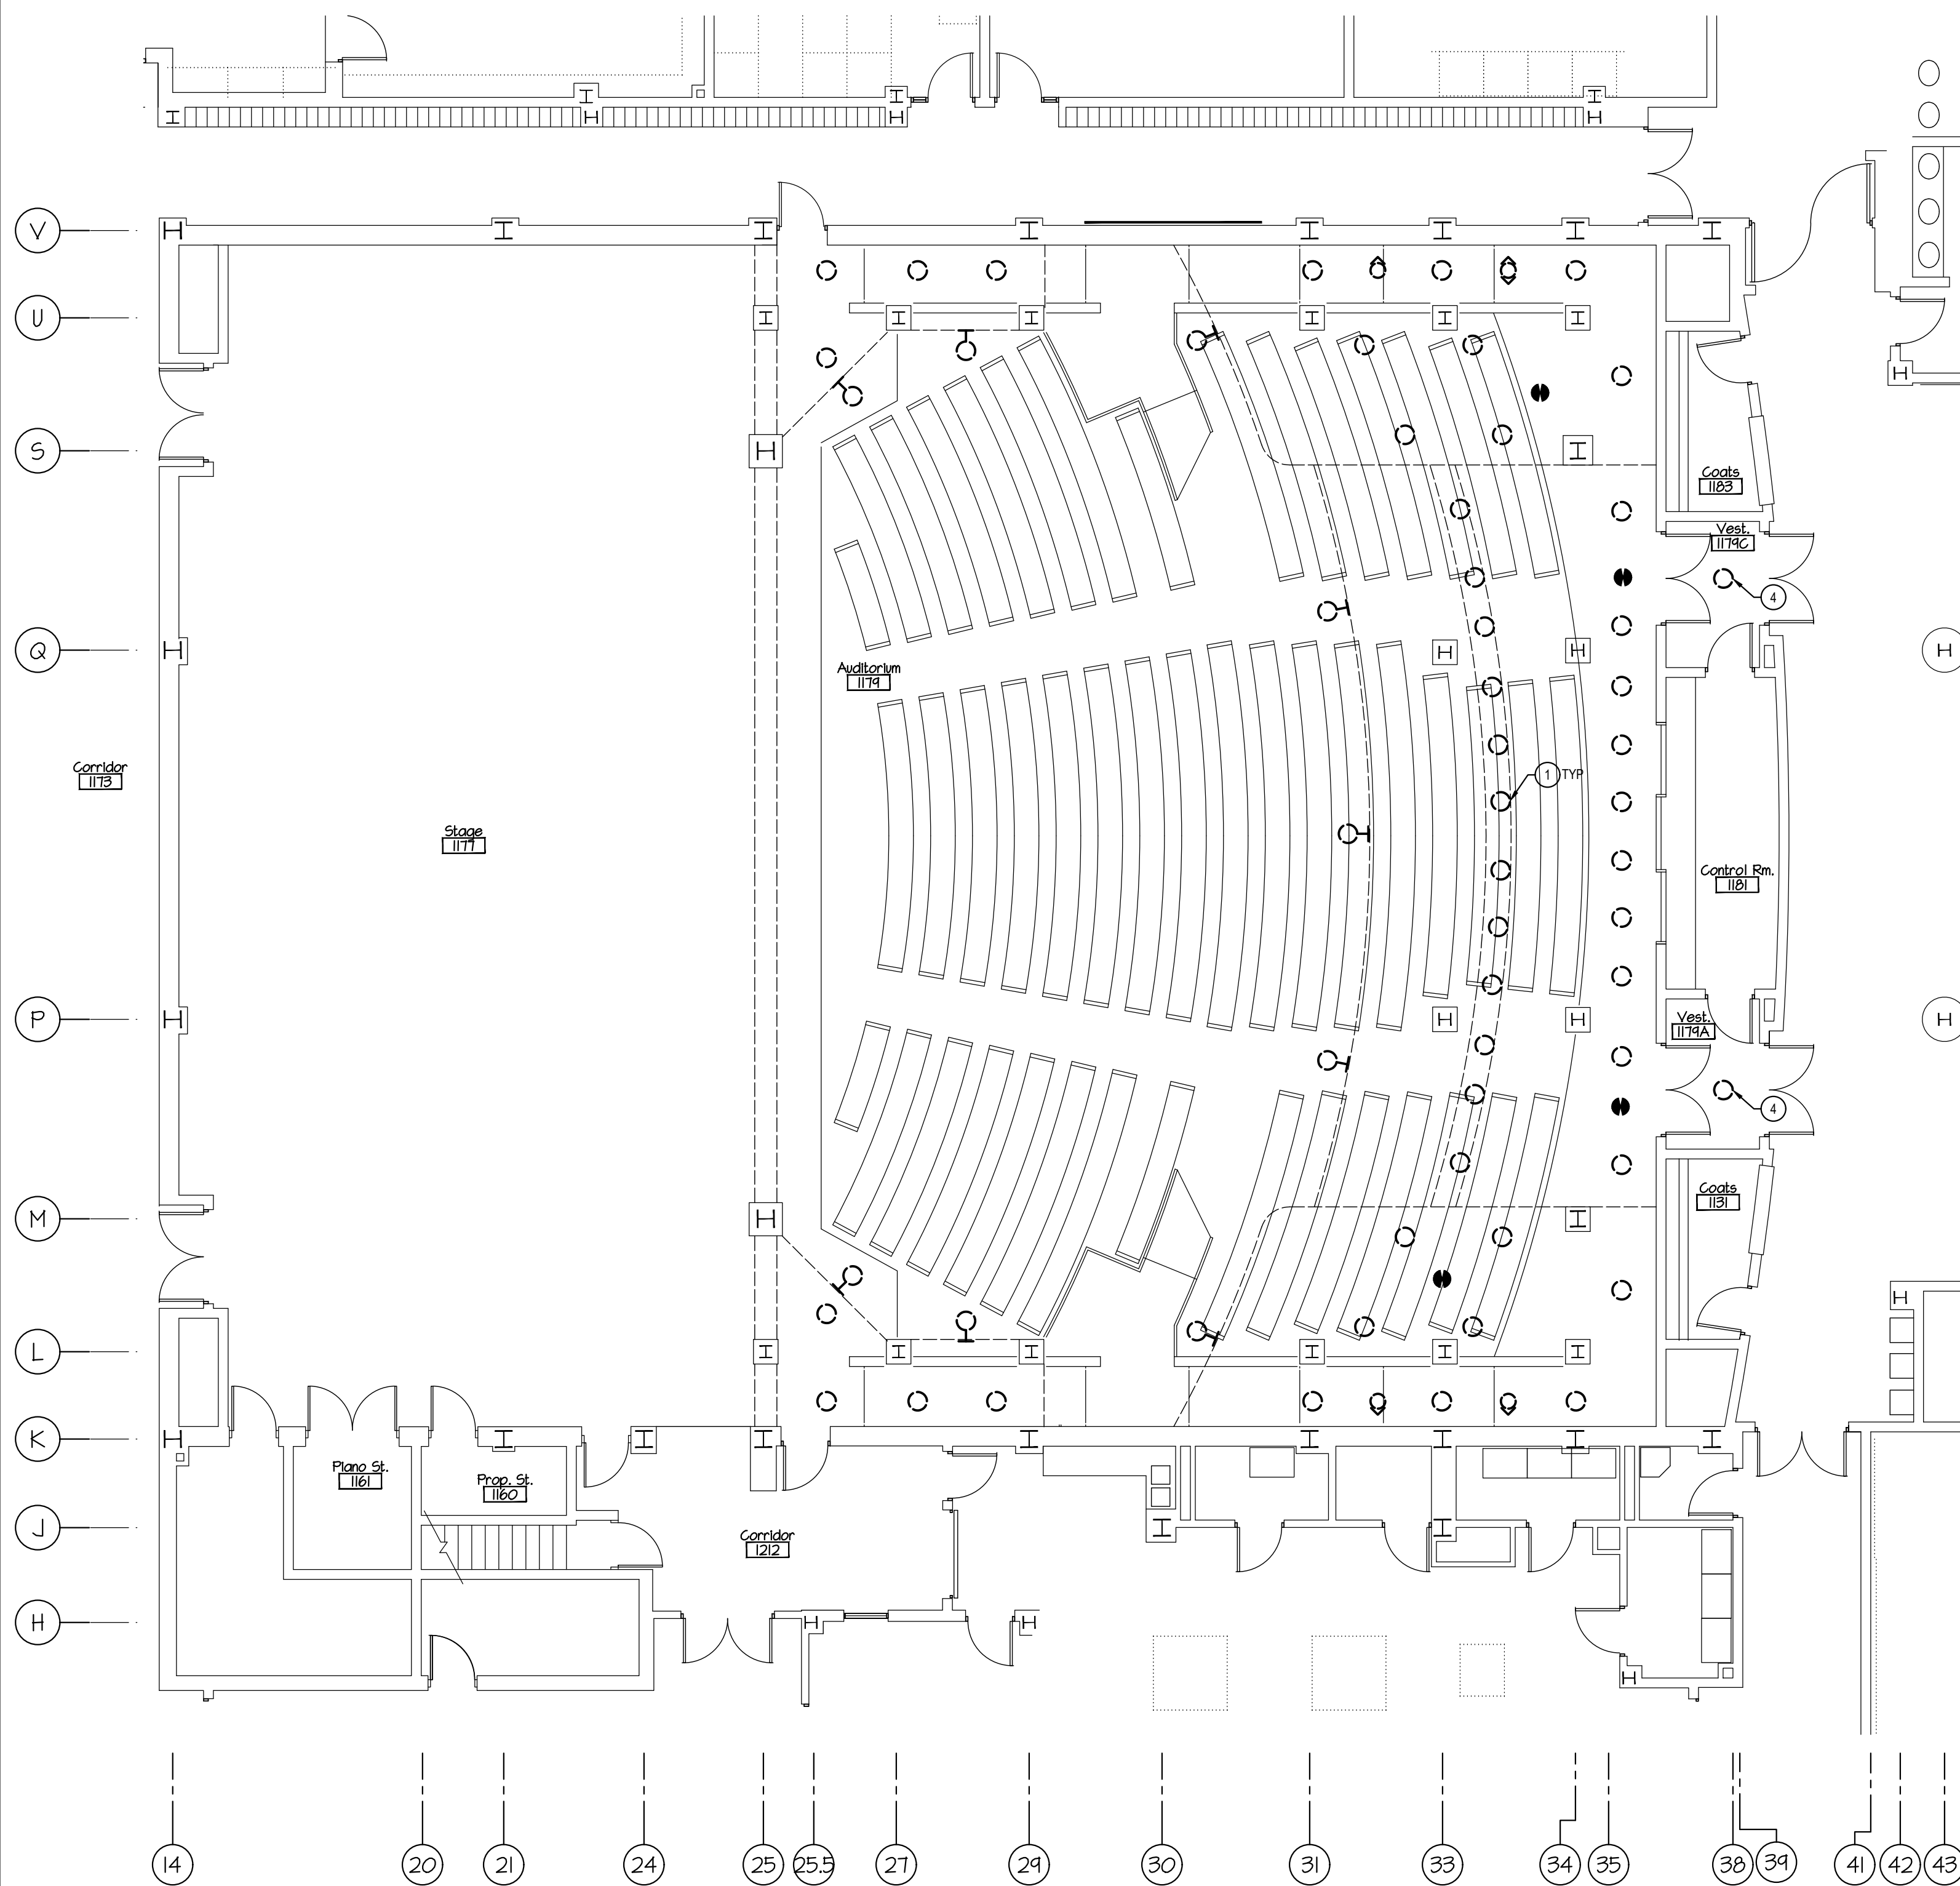 V
U
S
Coats
1183
Vest.
1179C
4
Q
Auditorium
1179
Corridor
1173
1 TYP
Stage
1177
Control Rm.
1181
P
Vest.
1179A
4
M
Coats
1131
L
K
Piano St.
1161
Prop. St.
1160
J
Corridor
1212
H
14 20 21 24 25 25.5 27 29 30 31 33 34 35 38 39 41 42 43